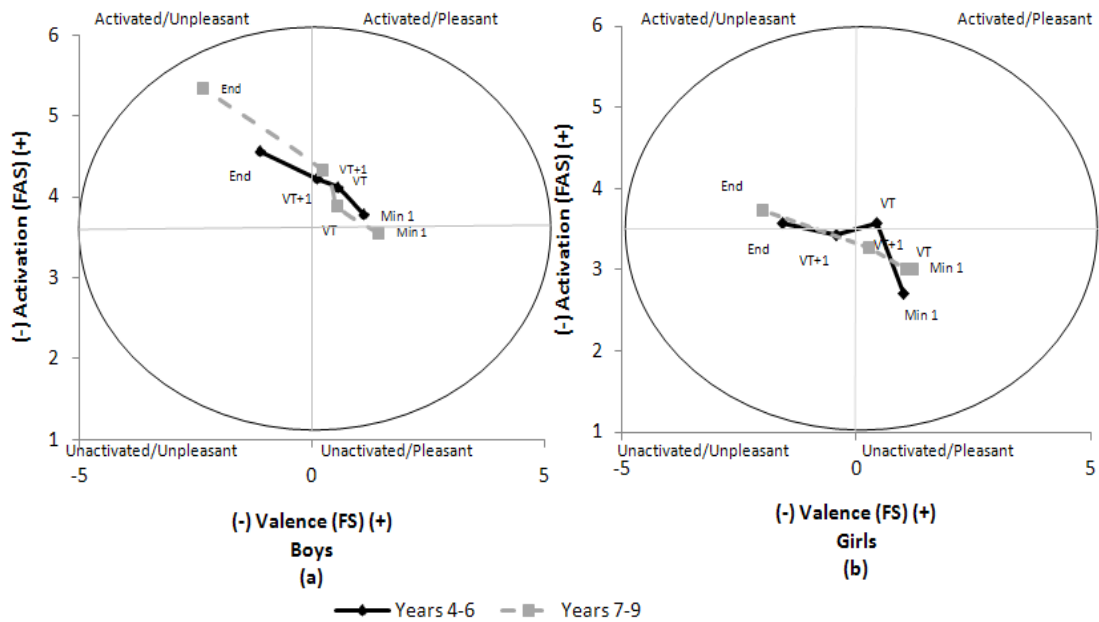 Activated/Unpleasant Activated/Pleasant
6
5
4
3
2
1
(-) Activation (FAS) (+)
End
End
VT+1
VT
VT+1
VT
Min 1
Min 1
Unactivated/Unpleasant Unactivated/Pleasant
-5 0 5
(-) Valence (FS) (+)
Boys
(a)
Activated/Unpleasant Activated/Pleasant
6
5
4
3
2
1
(-) Activation (FAS) (+)
End
VT
End
VT+1
VT+1
VT
Min 1
Min 1
Unactivated/Unpleasant Unactivated/Pleasant
-5 0 5
(-) Valence (FS) (+)
Girls
(b)
Years 4-6 Years 7-9